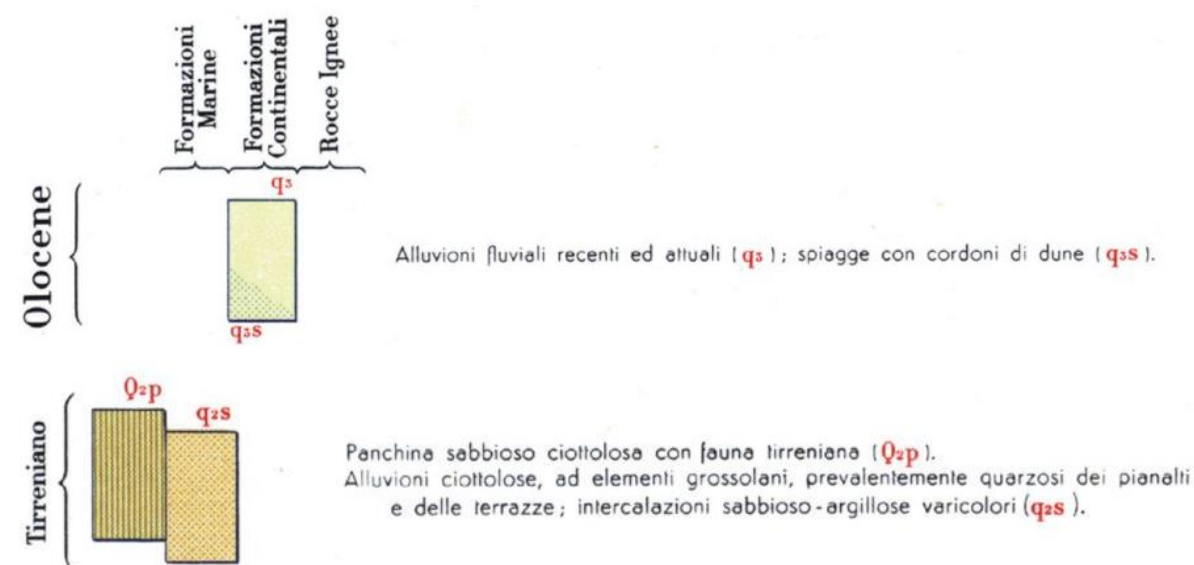 Formazioni
Marine
Formazioni
Continentali
Rocce Ignee
Olocene
q₃
q₃s
Alluvioni fluviali recenti ed attuali (q₃); spiagge con cordoni di dune (q₃s).
Tirreniano
Q₂p
q₂s
Panchina sabbioso ciottolosa con fauna tirreniana (Q₂p).
Alluvioni ciottolose, ad elementi grossolani, prevalentemente quarzosi dei pianalti
e delle terrazze; intercalazioni sabbioso-argillose varicolori (q₂s).